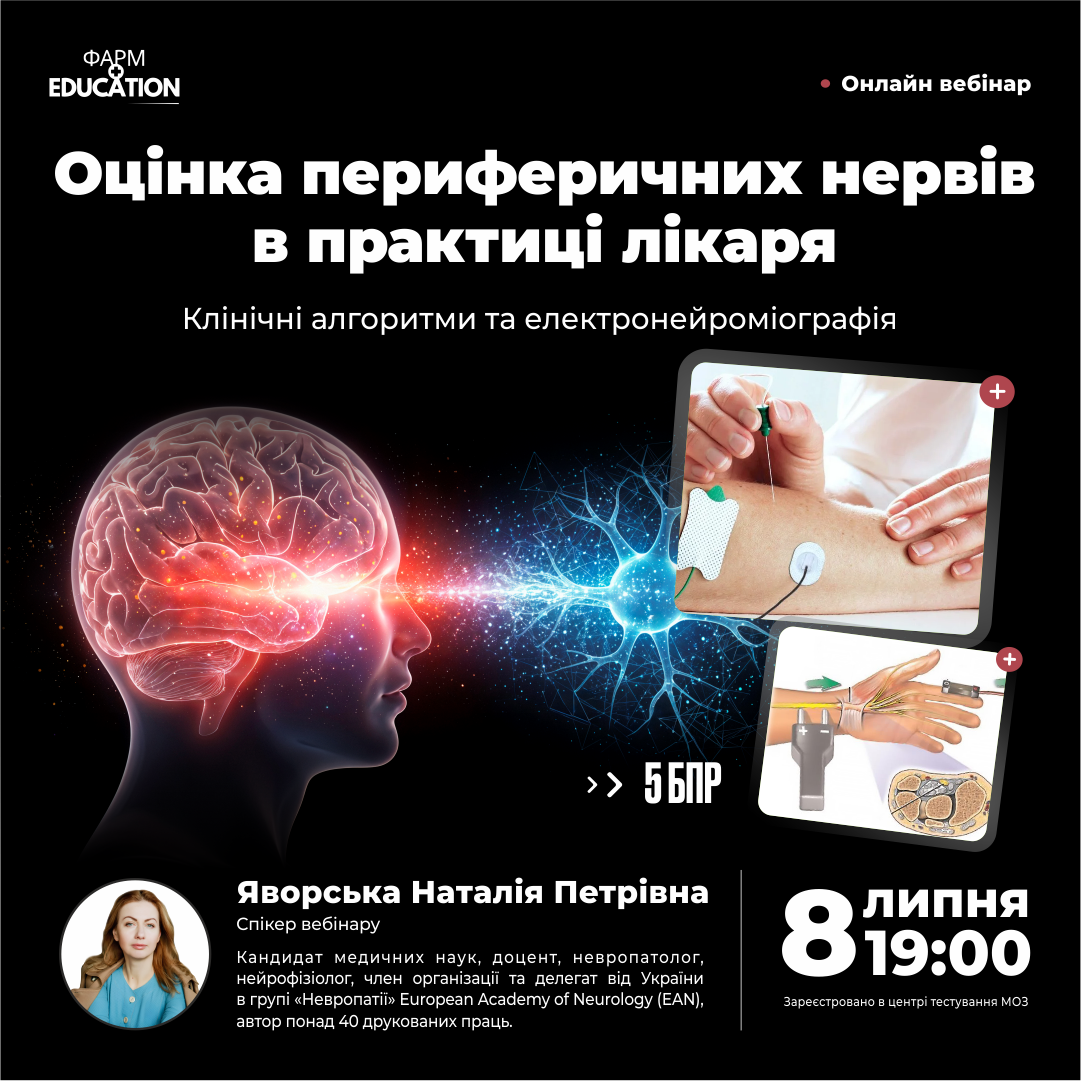 ФАРМ
EDUCATION
Онлайн вебінар
Оцінка периферичних нервів
в практиці лікаря
Клінічні алгоритми та електронейроміографія
5 БПР
Яворська Наталія Петрівна
Спікер вебінару
Кандидат медичних наук, доцент, невропатолог,
нейрофізіолог, член організації та делегат від України
в групі «Невропатії» European Academy of Neurology (EAN),
автор понад 40 друкованих праць.
8 липня
19:00
Зареєстровано в центрі тестування МОЗ